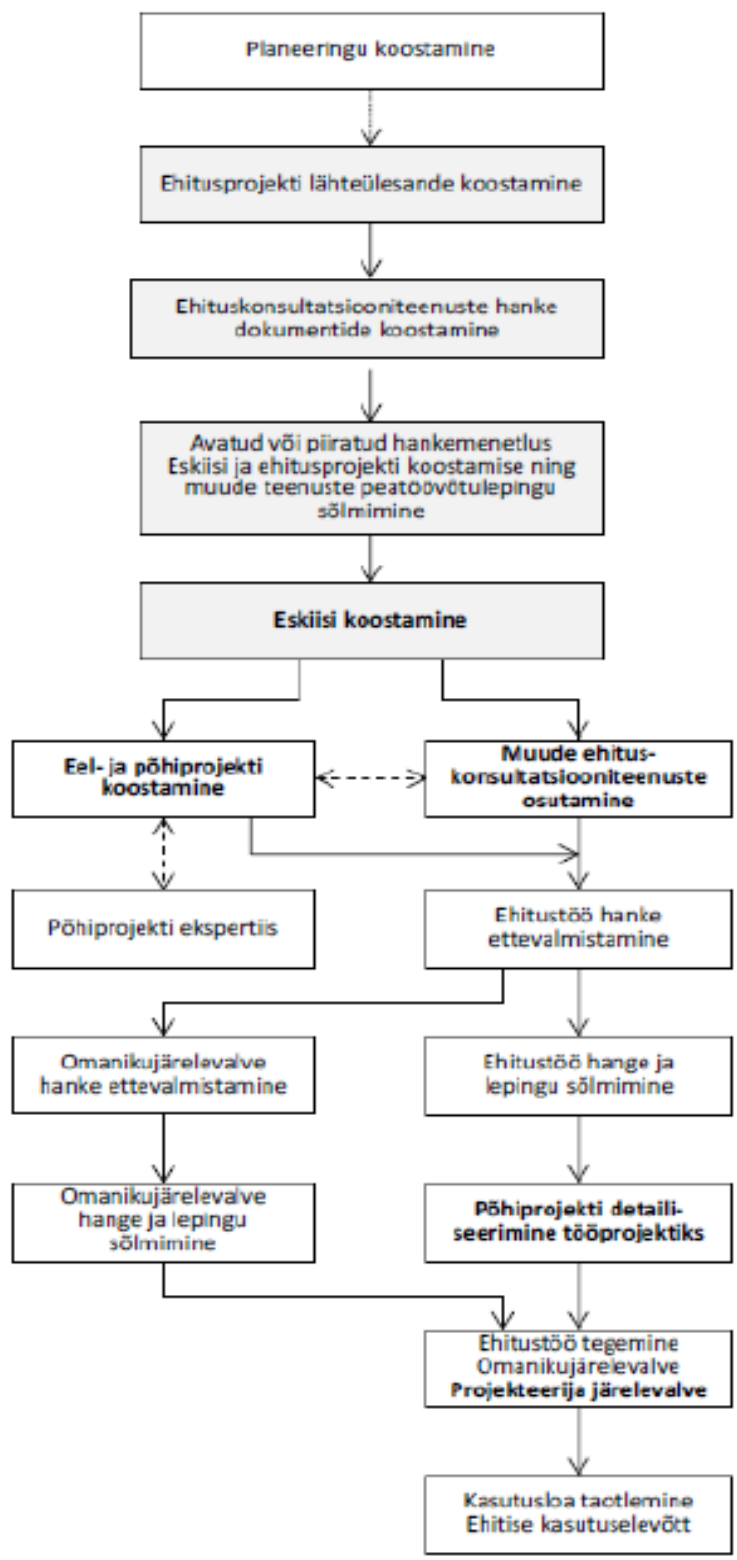 Planeeringu koostamine
Ehitusprojekti lähteülesande koostamine
Ehituskonsultatsiooniteenuste hanke
dokumentide koostamine
Avatud või piiratud hankemenetlus
Eskiisi ja ehitusprojekti koostamise ning
muude teenuste peatöövõtulepingu
sõlmimine
Eskiisi koostamine
Eel- ja põhiprojekti
koostamine
Muude ehitus-
konsultatsiooniteenuste
osutamine
Põhiprojekti ekspertiis
Ehitustöö hanke
ettevalmistamine
Omanikujärelevalve
hanke ettevalmistamine
Ehitustöö hange ja
lepingu sõlmimine
Omanikujärelevalve
hange ja lepingu
sõlmimine
Põhiprojekti detaili-
seerimine tööprojektiks
Ehitustöö tegemine
Omanikujärelevalve
Projekteerija järelevalve
Kasutusloa taotlemine
Ehitise kasutuselevõtt